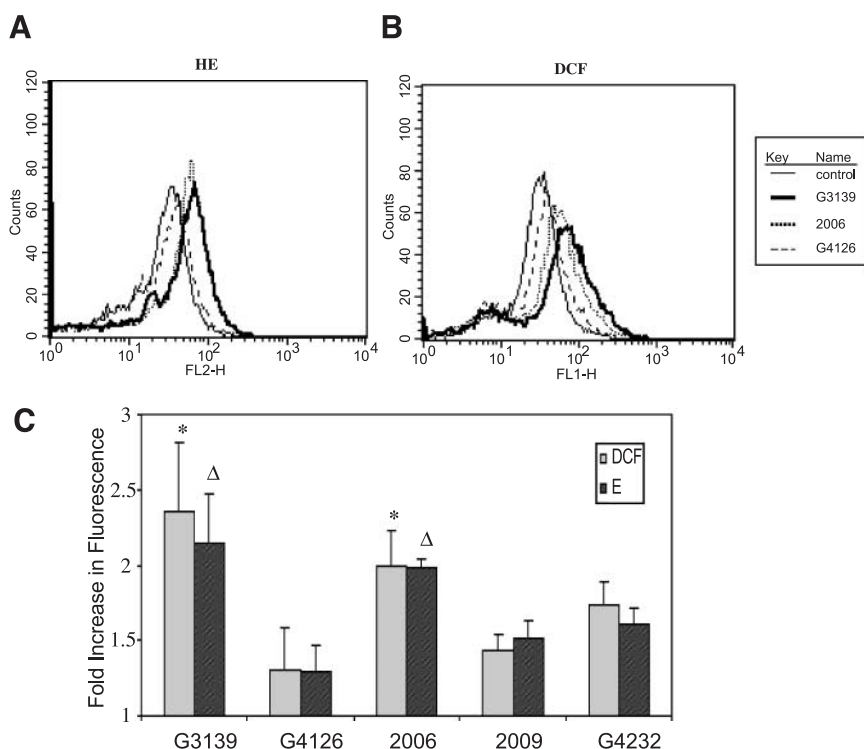 A
HE
120
100
80
60
40
20
0
Counts
10^0
10^1
10^2
10^3
10^4
FL2-H
B
DCF
120
100
80
60
40
20
0
Counts
10^0
10^1
10^2
10^3
10^4
FL1-H
Key Name
control
G3139
2006
G4126
C
3
2.5
2
1.5
1
Fold Increase in Fluorescence
* Δ
* Δ
DCF
E
G3139 G4126 2006 2009 G4232